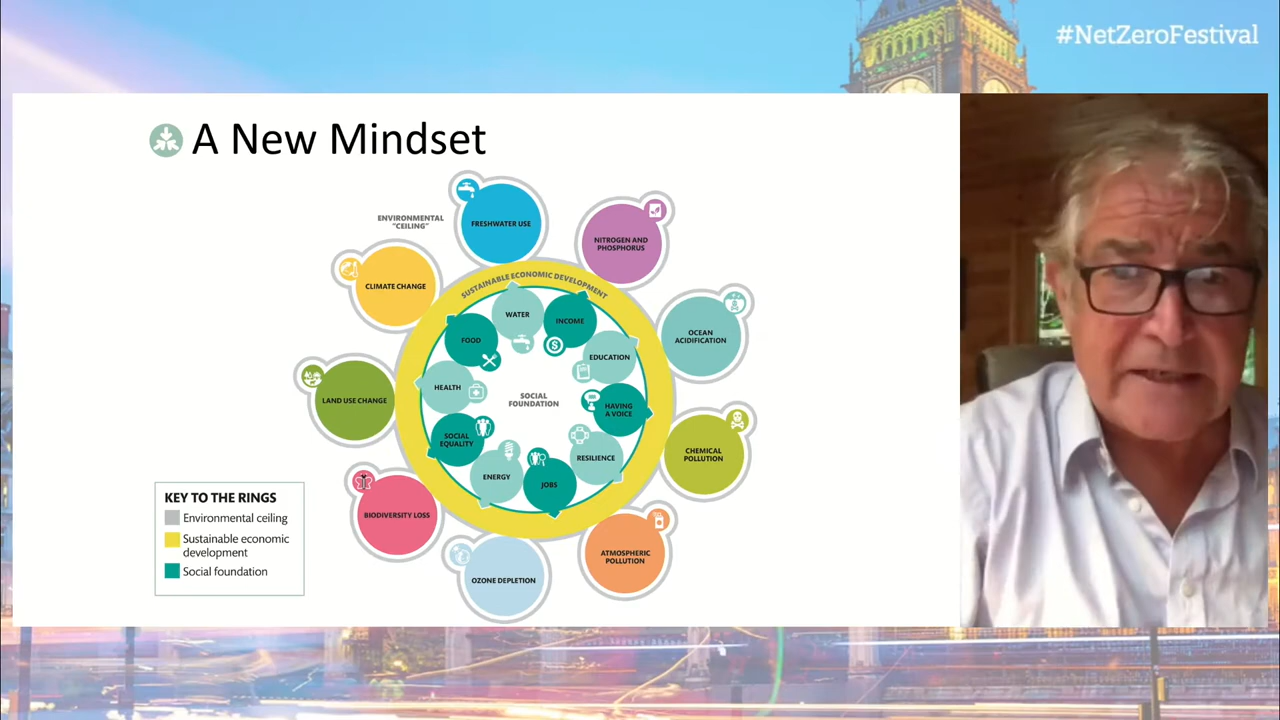 #NetZeroFestival
A New Mindset
ENVIRONMENTAL
"CEILING"
FRESHWATER USE
NITROGEN AND
PHOSPHORUS
CLIMATE CHANGE
SUSTAINABLE ECONOMIC DEVELOPMENT
OCEAN
ACIDIFICATION
WATER
INCOME
FOOD
EDUCATION
HEALTH
SOCIAL
FOUNDATION
HAVING
A VOICE
LAND USE CHANGE
SOCIAL
EQUALITY
RESILIENCE
CHEMICAL
POLLUTION
ENERGY
JOBS
BIODIVERSITY LOSS
ATMOSPHERIC
POLLUTION
OZONE DEPLETION
KEY TO THE RINGS
Environmental ceiling
Sustainable economic
development
Social foundation